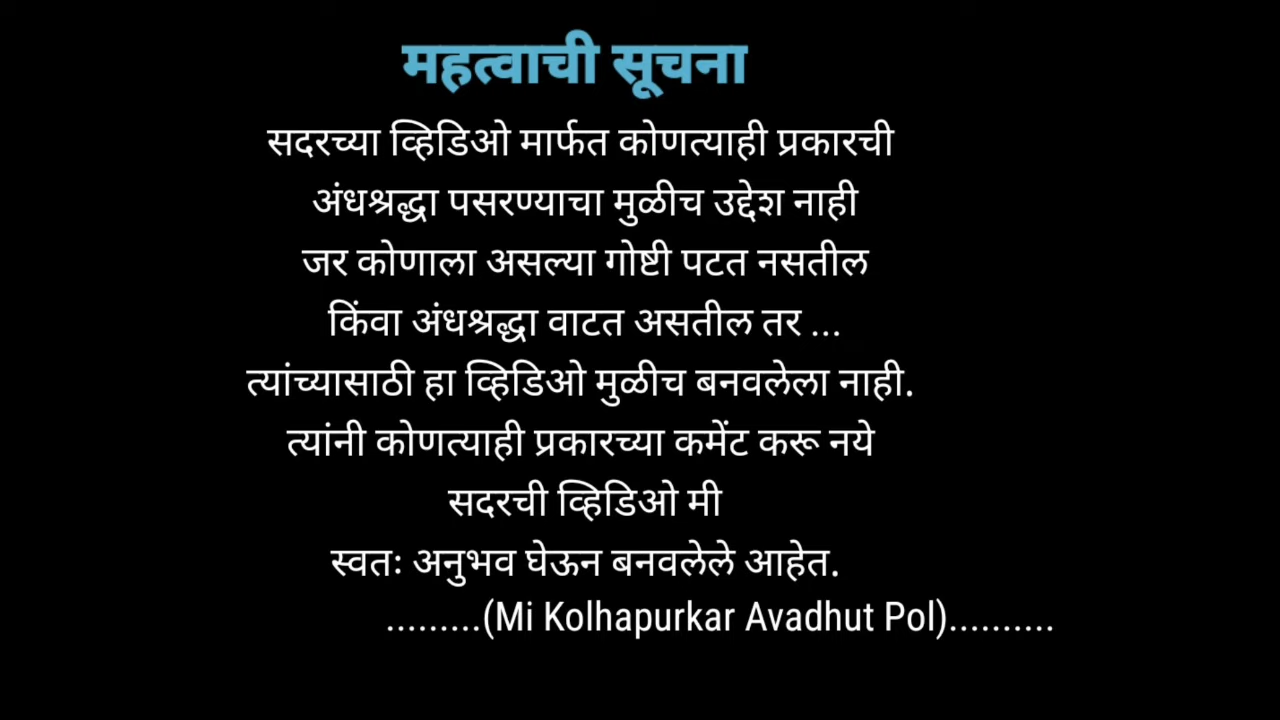 महत्वाची सूचना
सदरच्या व्हिडिओ मार्फत कोणत्याही प्रकारची
अंधश्रद्धा पसरण्याचा मुळीच उद्देश नाही
जर कोणाला असल्या गोष्टी पटत नसतील
किंवा अंधश्रद्धा वाटत असतील तर ...
त्यांच्यासाठी हा व्हिडिओ मुळीच बनवलेला नाही.
त्यांनी कोणत्याही प्रकारच्या कमेंट करू नये
सदरची व्हिडिओ मी
स्वतः अनुभव घेऊन बनवलेले आहेत.
.........(Mi Kolhapurkar Avadhut Pol)..........